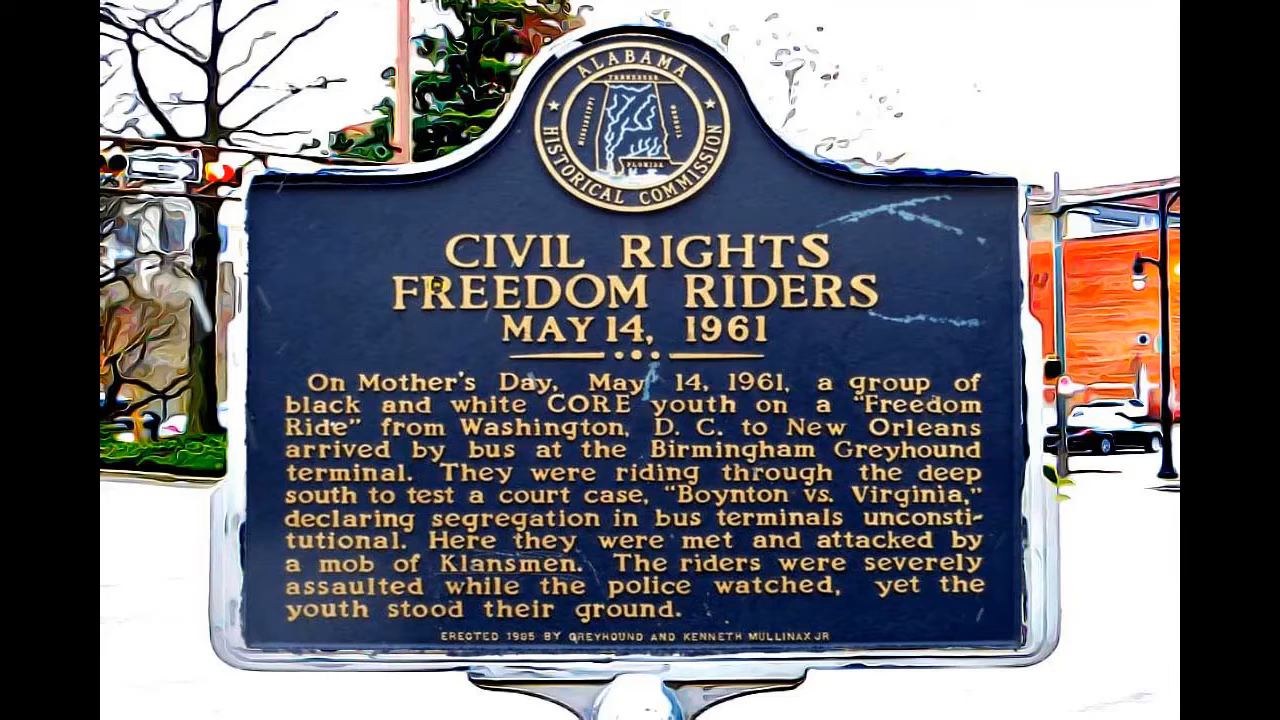 ALABAMA
TENNESSEE
MISSISSIPPI
GEORGIA
FLORIDA
HISTORICAL COMMISSION
CIVIL RIGHTS
FREEDOM RIDERS
MAY 14, 1961
On Mother's Day, May 14, 1961, a group of
black and white CORE youth on a "Freedom
Ride" from Washington, D. C. to New Orleans
arrived by bus at the Birmingham Greyhound
terminal. They were riding through the deep
south to test a court case, "Boynton vs. Virginia,"
declaring segregation in bus terminals unconsti-
tutional. Here they were met and attacked by
a mob of Klansmen. The riders were severely
assaulted while the police watched, yet the
youth stood their ground.
ERECTED 1985 BY GREYHOUND AND KENNETH MULLINAX JR